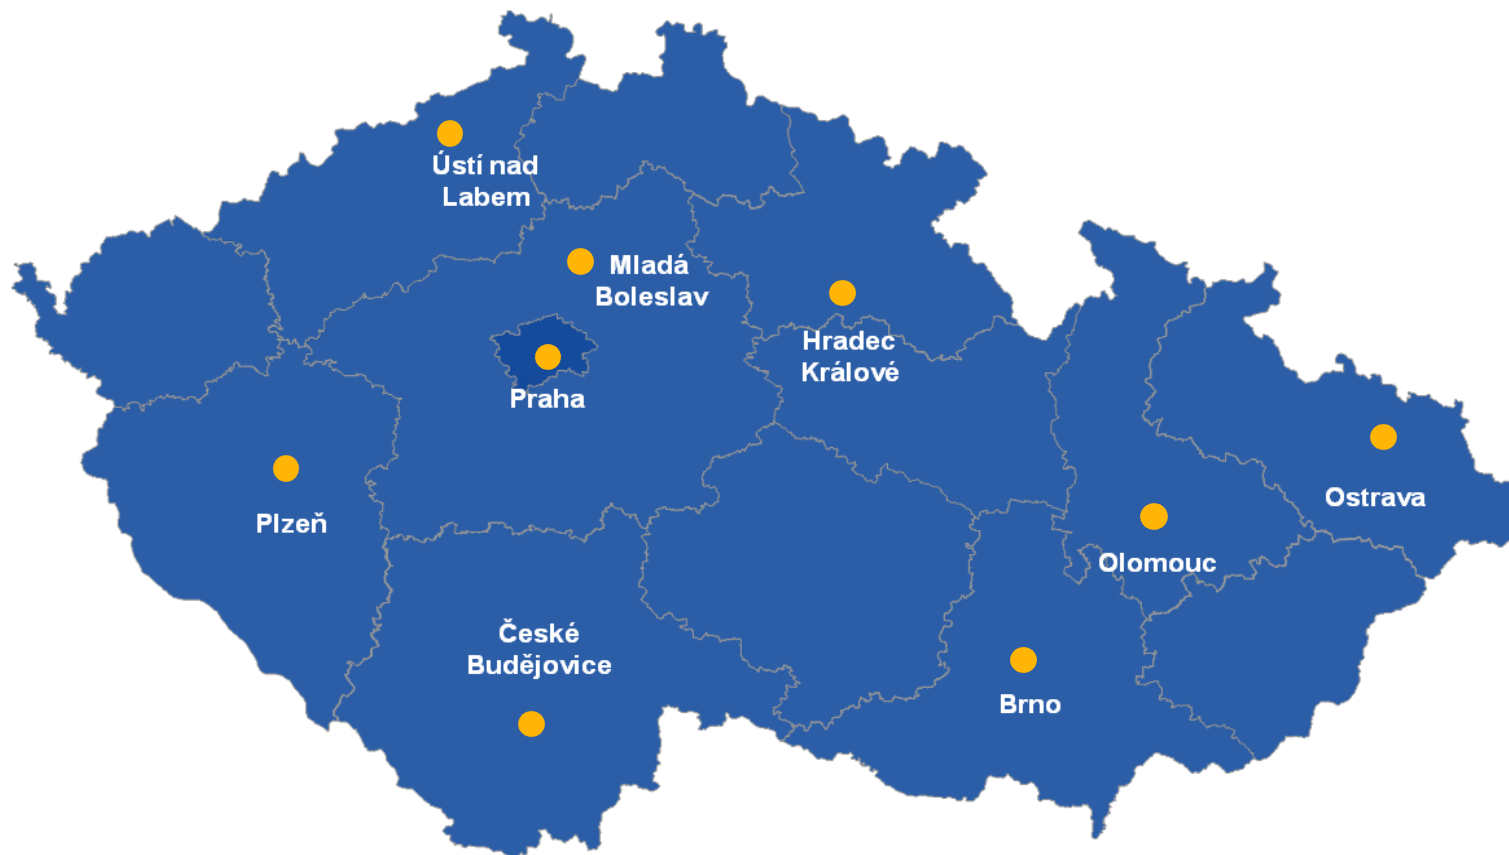 Ústí nad
Labem
Mladá
Boleslav
Hradec
Králové
Praha
Plzeň
Ostrava
Olomouc
České
Budějovice
Brno